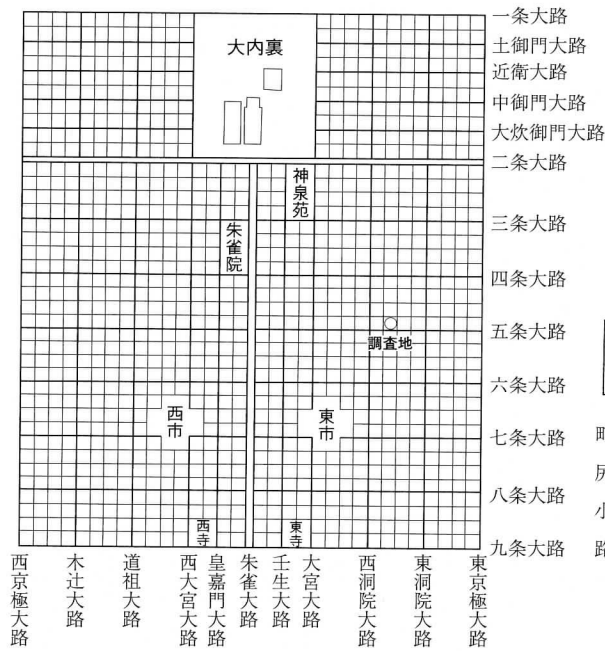 一条大路
土御門大路
近衛大路
中御門大路
大炊御門大路
二条大路
三条大路
四条大路
五条大路
六条大路
七条大路
八条大路
九条大路
大内裏
神泉苑
朱雀院
調査地
西市
東市
西寺
東寺
西京極大路
木辻大路
道祖大路
西大宮大路
皇嘉門大路
朱雀大路
壬生大路
大宮大路
西洞院大路
東洞院大路
東京極大路
町尻小路